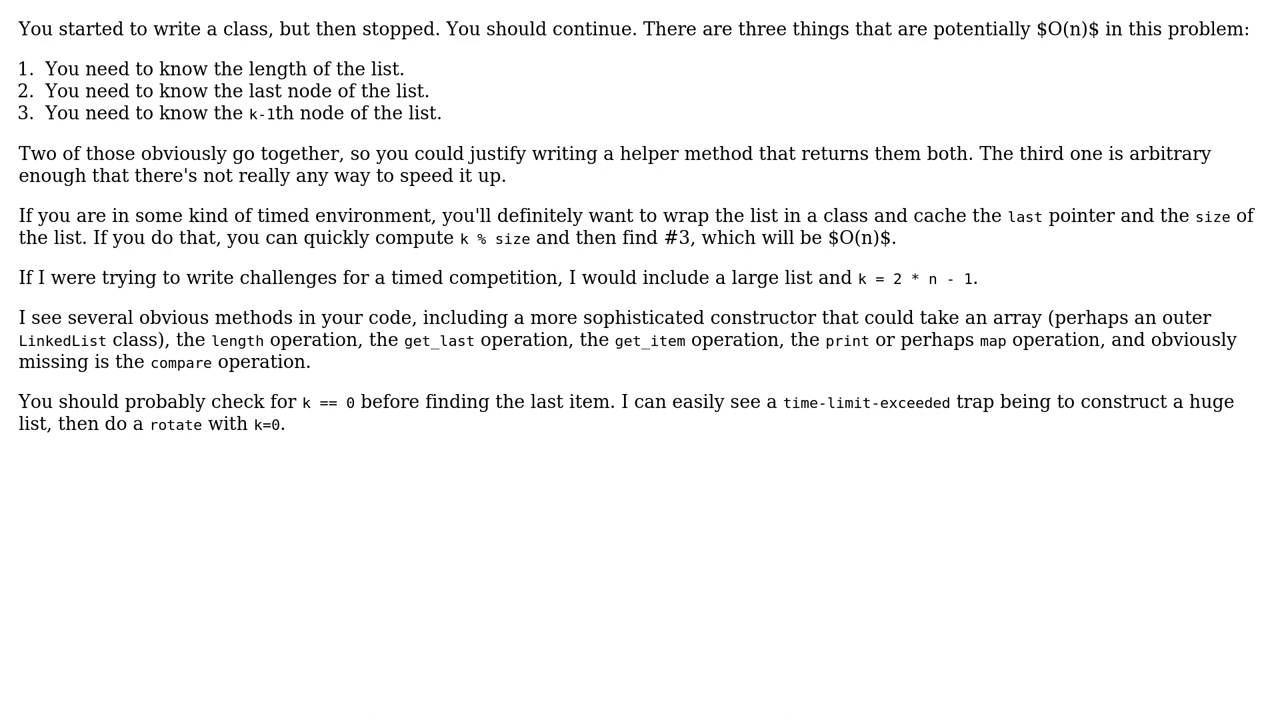 You started to write a class, but then stopped. You should continue. There are three things that are potentially $O(n)$ in this problem:
1. You need to know the length of the list.
2. You need to know the last node of the list.
3. You need to know the k-1th node of the list.
Two of those obviously go together, so you could justify writing a helper method that returns them both. The third one is arbitrary
enough that there's not really any way to speed it up.
If you are in some kind of timed environment, you'll definitely want to wrap the list in a class and cache the last pointer and the size of
the list. If you do that, you can quickly compute k % size and then find #3, which will be $O(n)$.
If I were trying to write challenges for a timed competition, I would include a large list and k = 2 * n - 1.
I see several obvious methods in your code, including a more sophisticated constructor that could take an array (perhaps an outer
LinkedList class), the length operation, the get_last operation, the get_item operation, the print or perhaps map operation, and obviously
missing is the compare operation.
You should probably check for k == 0 before finding the last item. I can easily see a time-limit-exceeded trap being to construct a huge
list, then do a rotate with k=0.